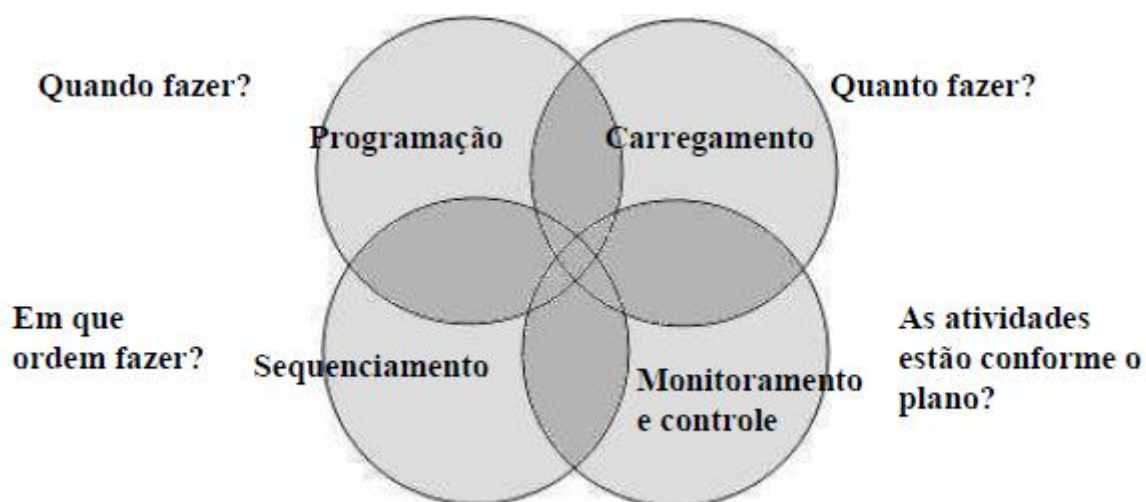 Quando fazer?
Quanto fazer?
Programação
Carregamento
Em que
ordem fazer?
Sequenciamento
Monitoramento
e controle
As atividades
estão conforme o
plano?